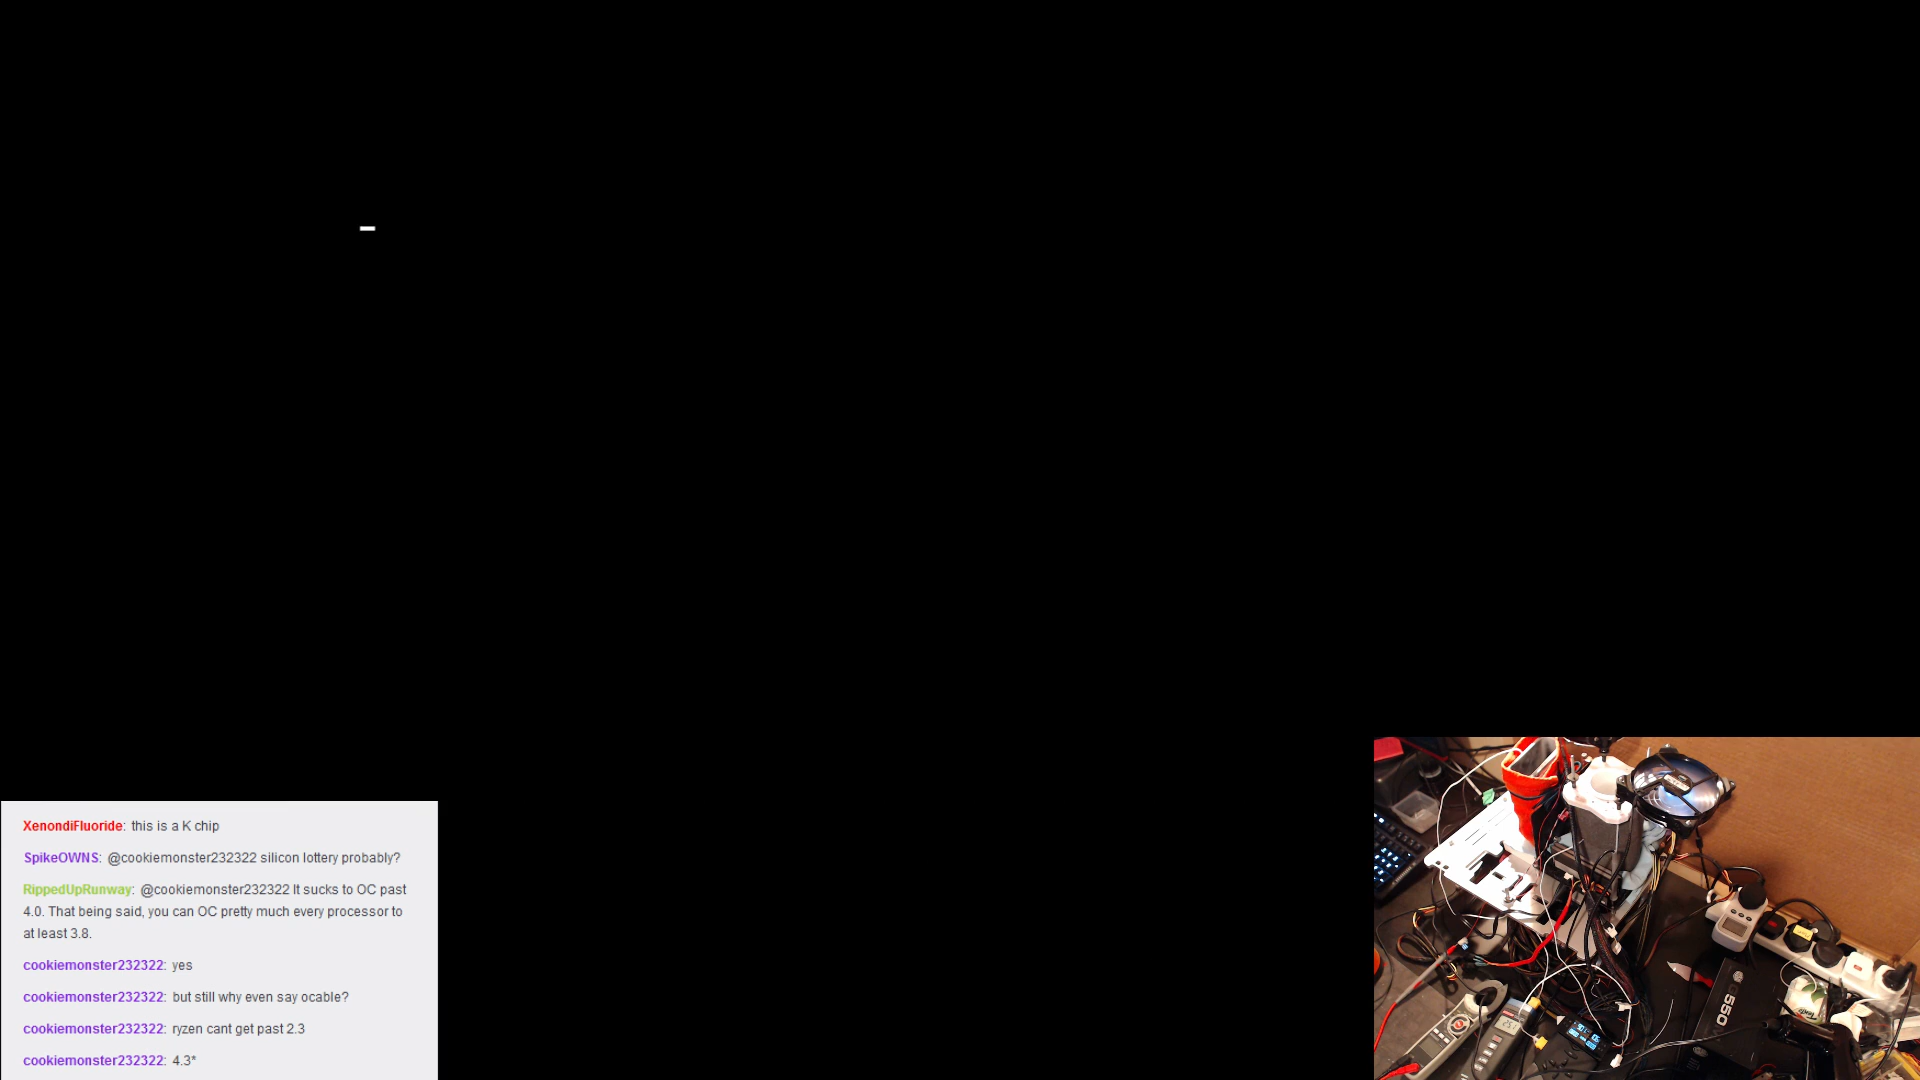 XenondiFluoride: this is a K chip
SpikeOWNS: @cookiemonster232322 silicon lottery probably?
RippedUpRunway: @cookiemonster232322 It sucks to OC past
4.0. That being said, you can OC pretty much every processor to
at least 3.8.
cookiemonster232322: yes
cookiemonster232322: but still why even say ocable?
cookiemonster232322: ryzen cant get past 2.3
cookiemonster232322: 4.3*
550